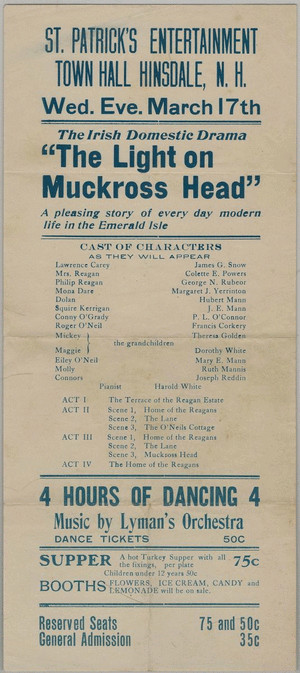 ST. PATRICK'S ENTERTAINMENT
TOWN HALL HINSDALE, N. H.
Wed. Eve. March 17th
The Irish Domestic Drama
"The Light on
Muckross Head"
A pleasing story of every day modern
life in the Emerald Isle
CAST OF CHARACTERS
AS THEY WILL APPEAR
Lawrence Carey James G. Snow
Mrs. Reagan Colette E. Powers
Philip Reagan George N. Rubeor
Mona Dare Margaret J. Yerrinton
Dolan Hubert Mann
Squire Kerrigan J. E. Mann
Conny O'Grady P. L. O'Connor
Roger O'Neil Francis Corkery
Mickey Theresa Golden
the grandchildren
Maggie Dorothy White
Eiley O'Neil Mary E. Mann
Molly Ruth Mannis
Connors Joseph Reddin
Pianist Harold White
ACT I The Terrace of the Reagan Estate
ACT II Scene 1, Home of the Reagans
Scene 2, The Lane
Scene 3, The O'Neils Cottage
ACT III Scene 1, Home of the Reagans
Scene 2, The Lane
Scene 3, Muckross Head
ACT IV The Home of the Reagans
4 HOURS OF DANCING 4
Music by Lyman's Orchestra
DANCE TICKETS 50C
SUPPER A hot Turkey Supper with all the fixings, per plate 75c
Children under 12 years 50c
BOOTHS FLOWERS, ICE CREAM, CANDY and LEMONADE will be on sale.
Reserved Seats 75 and 50c
General Admission 35c